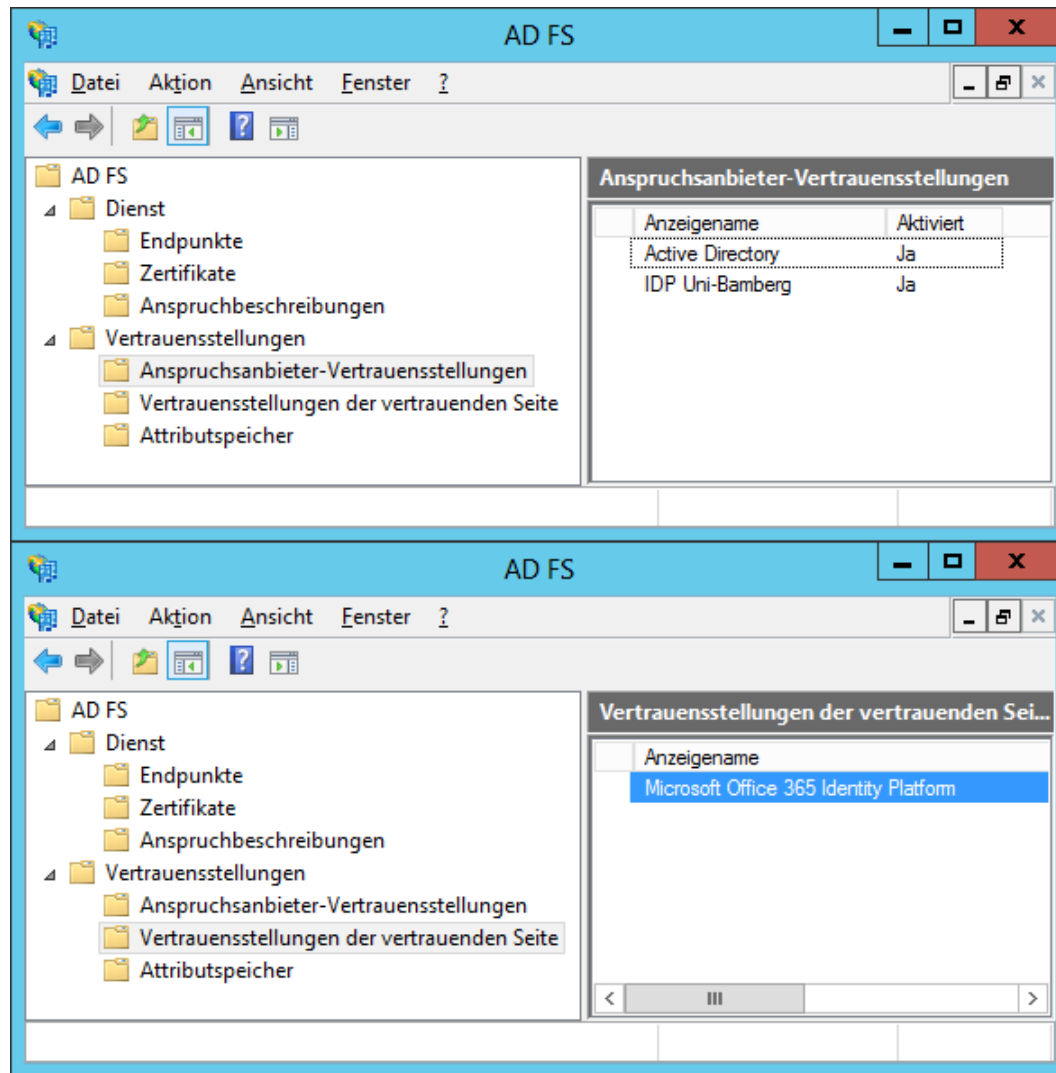 AD FS
Datei Aktion Ansicht Fenster ?
AD FS
Dienst
Endpunkte
Zertifikate
Anspruchbeschreibungen
Vertrauensstellungen
Anspruchsanbieter-Vertrauensstellungen
Vertrauensstellungen der vertrauenden Seite
Attributspeicher
Anspruchsanbieter-Vertrauensstellungen
Anzeigename Aktiviert
Active Directory Ja
IDP Uni-Bamberg Ja
AD FS
Datei Aktion Ansicht Fenster ?
AD FS
Dienst
Endpunkte
Zertifikate
Anspruchbeschreibungen
Vertrauensstellungen
Anspruchsanbieter-Vertrauensstellungen
Vertrauensstellungen der vertrauenden Seite
Attributspeicher
Vertrauensstellungen der vertrauenden Sei...
Anzeigename
Microsoft Office 365 Identity Platform